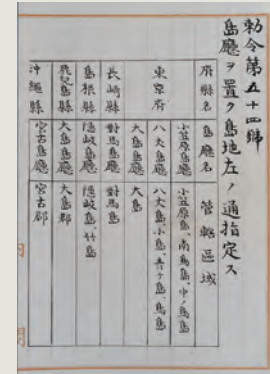 勅令第五十四號
島廳ヲ置ク島地左ノ通指定ス
府縣名 島廳名 管轄區域
東京府 小笠原島廳 小笠原島、南鳥島、中ノ鳥島
八丈島廳 八丈島、小島、青ヶ島、鳥島
大島島廳 大島
長崎縣 對馬島廳 對馬島
島根縣 隱岐島廳 隱岐島、竹島
鹿兒島縣 大島島廳 大島郡
沖繩縣 宮古島廳 宮古郡